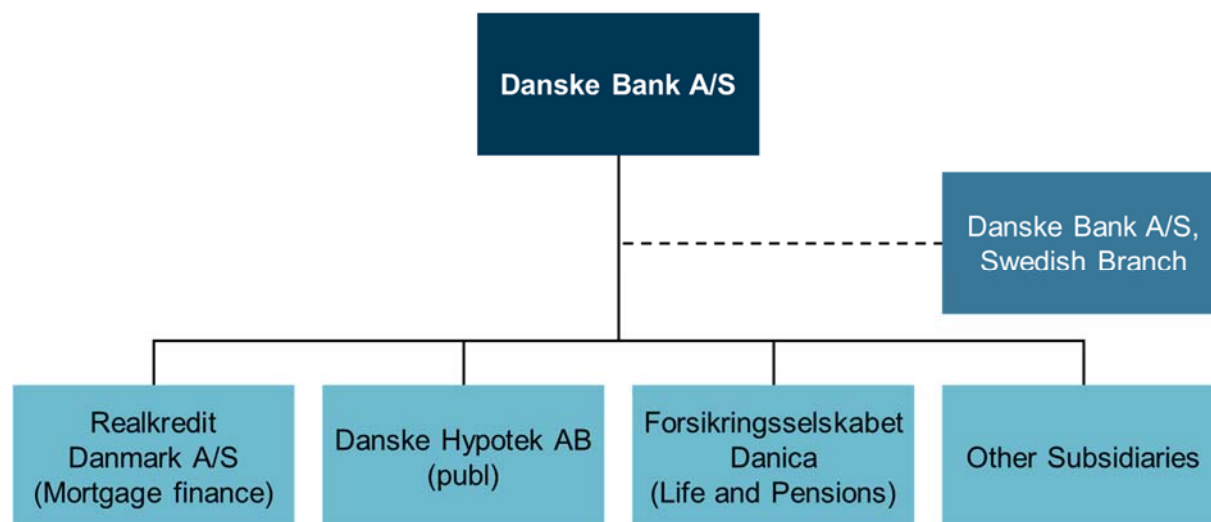 Danske Bank A/S
Danske Bank A/S,
Swedish Branch
Realkredit
Danmark A/S
(Mortgage finance)
Danske Hypotek AB
(publ)
Forsikringsselskabet
Danica
(Life and Pensions)
Other Subsidiaries